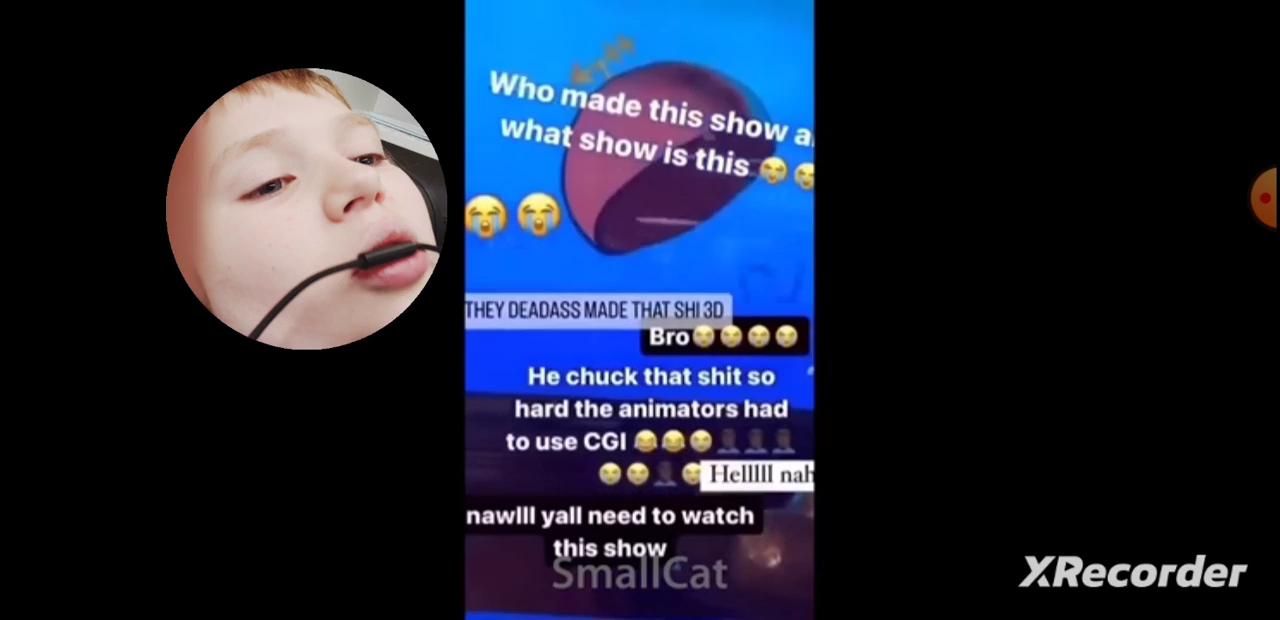 Who made this show a
what show is this 😭😭
😭😭
THEY DEADASS MADE THAT SHI 3D
Bro😭😭😭😭
He chuck that shit so
hard the animators had
to use CGI 😂😂😭👤👤👤
😭😭👤😭
Helllll nah
nawlll yall need to watch
this show
SmallCat
XRecorder